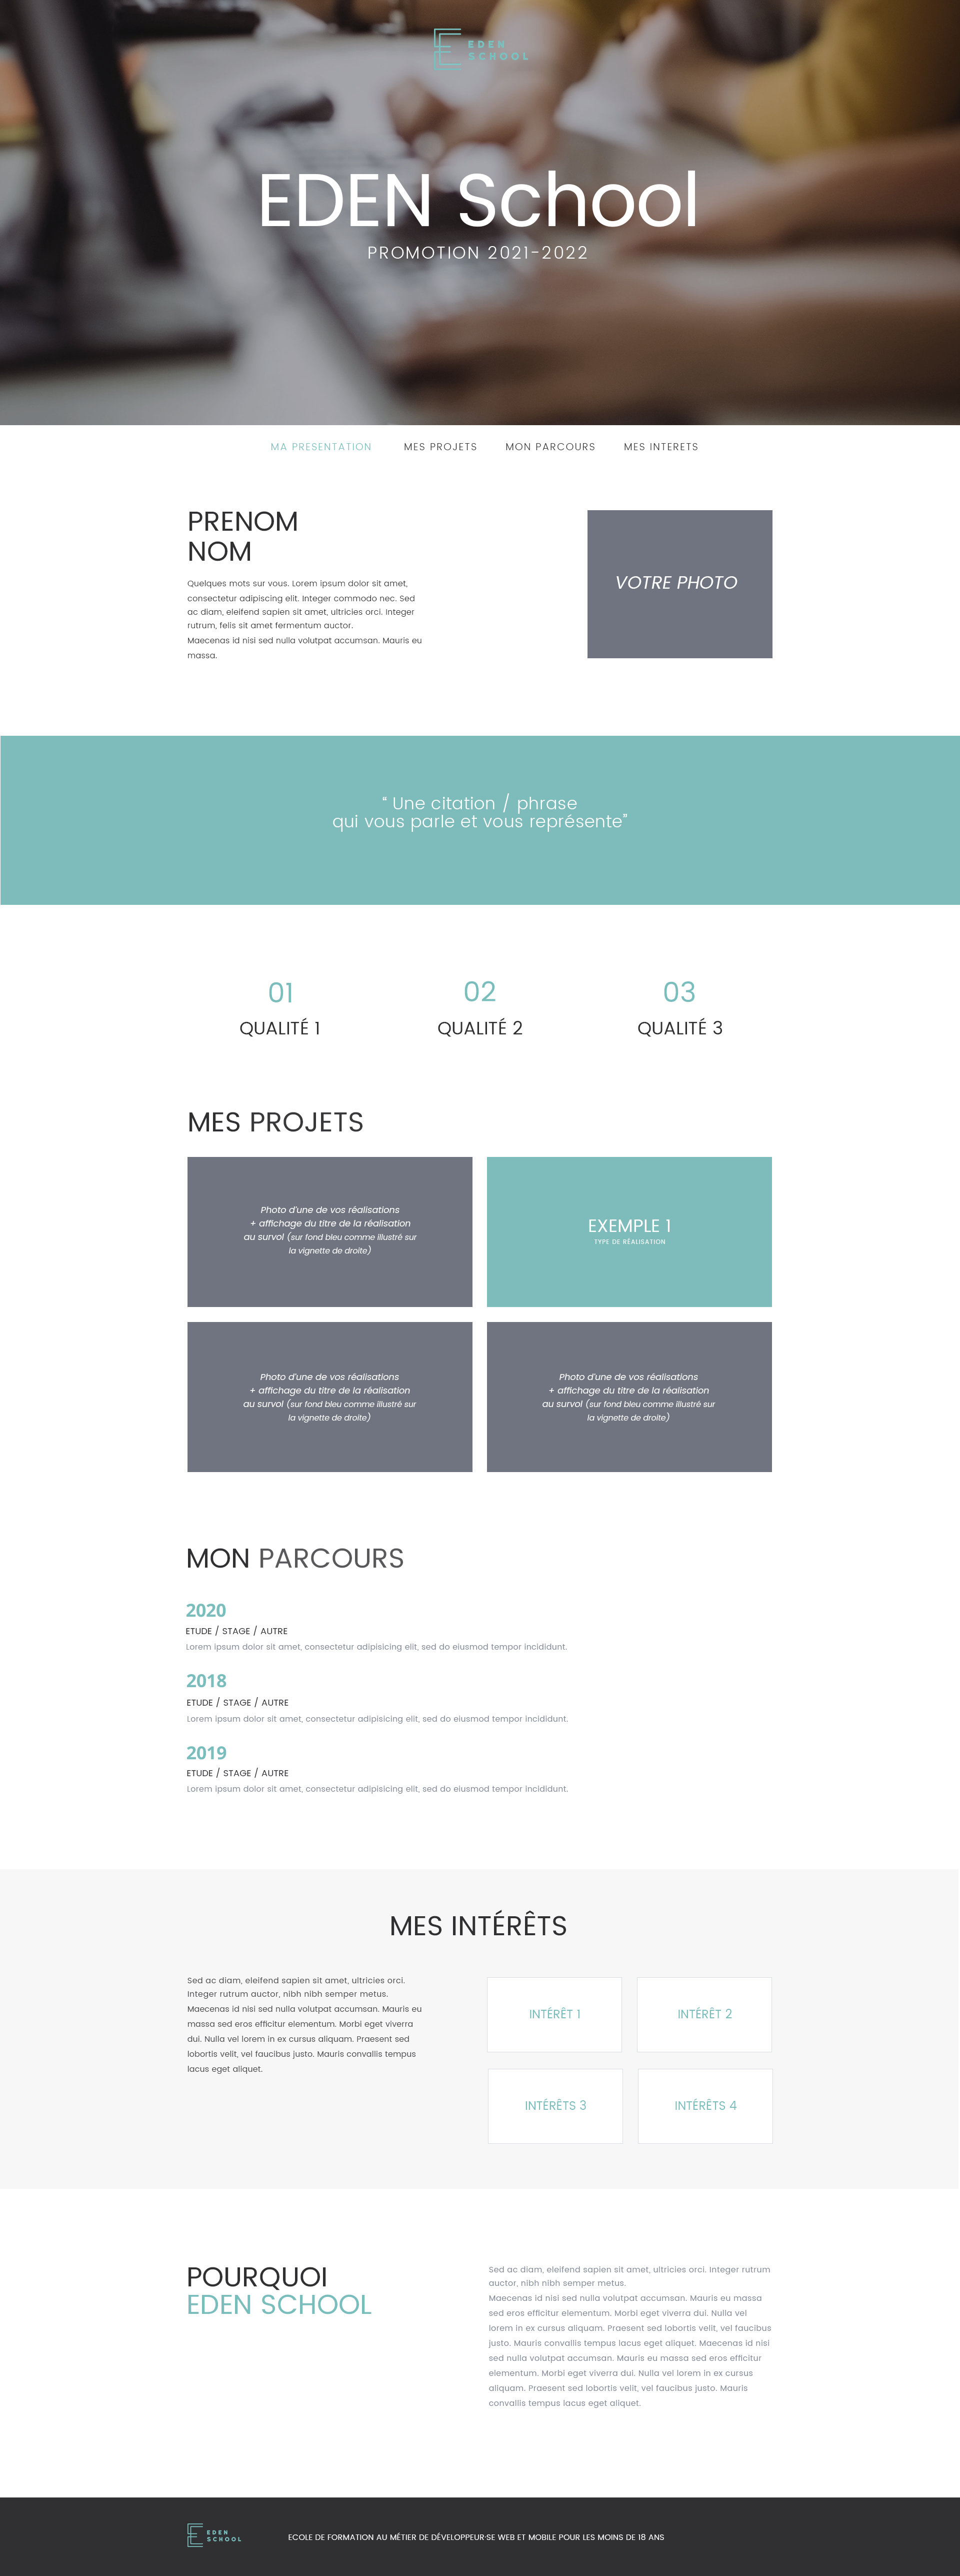 EDEN
SCHOOL
EDEN School
PROMOTION 2021-2022
MA PRESENTATION MES PROJETS MON PARCOURS MES INTERETS
PRENOM
NOM
Quelques mots sur vous. Lorem ipsum dolor sit amet,
consectetur adipiscing elit. Integer commodo nec. Sed
ac diam, eleifend sapien sit amet, ultricies orci. Integer
rutrum, felis sit amet fermentum auctor.
Maecenas id nisi sed nulla volutpat accumsan. Mauris eu
massa.
VOTRE PHOTO
“ Une citation / phrase
qui vous parle et vous représente”
01
QUALITÉ 1
02
QUALITÉ 2
03
QUALITÉ 3
MES PROJETS
Photo d'une de vos réalisations
+ affichage du titre de la réalisation
au survol (sur fond bleu comme illustré sur
la vignette de droite)
EXEMPLE 1
TYPE DE RÉALISATION
Photo d'une de vos réalisations
+ affichage du titre de la réalisation
au survol (sur fond bleu comme illustré sur
la vignette de droite)
Photo d'une de vos réalisations
+ affichage du titre de la réalisation
au survol (sur fond bleu comme illustré sur
la vignette de droite)
MON PARCOURS
2020
ETUDE / STAGE / AUTRE
Lorem ipsum dolor sit amet, consectetur adipisicing elit, sed do eiusmod tempor incididunt.
2018
ETUDE / STAGE / AUTRE
Lorem ipsum dolor sit amet, consectetur adipisicing elit, sed do eiusmod tempor incididunt.
2019
ETUDE / STAGE / AUTRE
Lorem ipsum dolor sit amet, consectetur adipisicing elit, sed do eiusmod tempor incididunt.
MES INTÉRÊTS
Sed ac diam, eleifend sapien sit amet, ultricies orci.
Integer rutrum auctor, nibh nibh semper metus.
Maecenas id nisi sed nulla volutpat accumsan. Mauris eu
massa sed eros efficitur elementum. Morbi eget viverra
dui. Nulla vel lorem in ex cursus aliquam. Praesent sed
lobortis velit, vel faucibus justo. Mauris convallis tempus
lacus eget aliquet.
INTÉRÊT 1
INTÉRÊT 2
INTÉRÊTS 3
INTÉRÊTS 4
POURQUOI
EDEN SCHOOL
Sed ac diam, eleifend sapien sit amet, ultricies orci. Integer rutrum
auctor, nibh nibh semper metus.
Maecenas id nisi sed nulla volutpat accumsan. Mauris eu massa
sed eros efficitur elementum. Morbi eget viverra dui. Nulla vel
lorem in ex cursus aliquam. Praesent sed lobortis velit, vel faucibus
justo. Mauris convallis tempus lacus eget aliquet. Maecenas id nisi
sed nulla volutpat accumsan. Mauris eu massa sed eros efficitur
elementum. Morbi eget viverra dui. Nulla vel lorem in ex cursus
aliquam. Praesent sed lobortis velit, vel faucibus justo. Mauris
convallis tempus lacus eget aliquet.
EDEN
SCHOOL
ECOLE DE FORMATION AU MÉTIER DE DÉVELOPPEUR·SE WEB ET MOBILE POUR LES MOINS DE 18 ANS